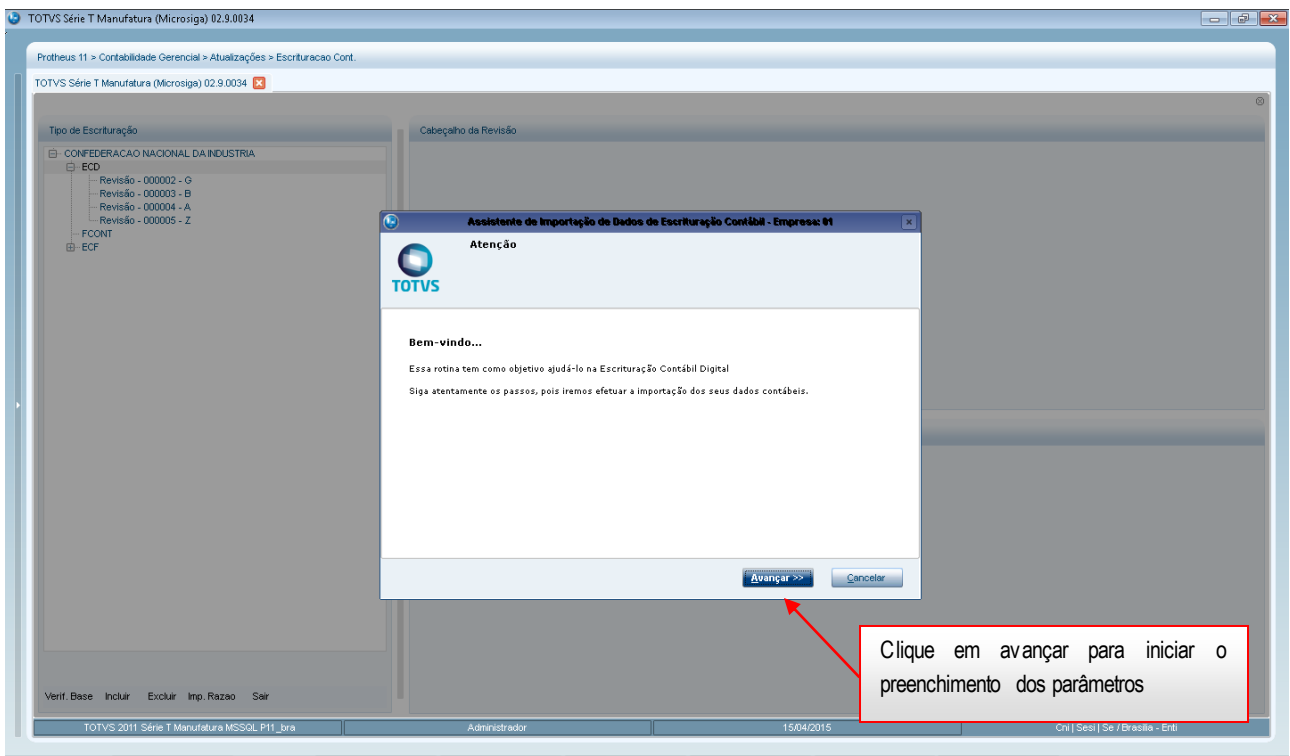 TOTVS Série T Manufatura (Microsiga) 02.9.0034
Protheus 11 > Contabilidade Gerencial > Atualizações > Escrituracao Cont.
TOTVS Série T Manufatura (Microsiga) 02.9.0034
Tipo de Escrituração
Cabeçalho da Revisão
CONFEDERACAO NACIONAL DA INDUSTRIA
ECD
Revisão - 000002 - G
Revisão - 000003 - B
Revisão - 000004 - A
Revisão - 000005 - Z
FCONT
ECF
Assistente de Importação de Dados de Escrituração Contábil - Empresa: 01
Atenção
TOTVS
Bem-vindo...
Essa rotina tem como objetivo ajudá-lo na Escrituração Contábil Digital
Siga atentamente os passos, pois iremos efetuar a importação dos seus dados contábeis.
Avançar >>
Cancelar
Clique em avançar para iniciar o
preenchimento dos parâmetros
Verif. Base Incluir Excluir Imp. Razao Sair
TOTVS 2011 Série T Manufatura MSSQL P11_bra
Administrador
15/04/2015
Cni | Sesi | Se / Brasilia - Enti